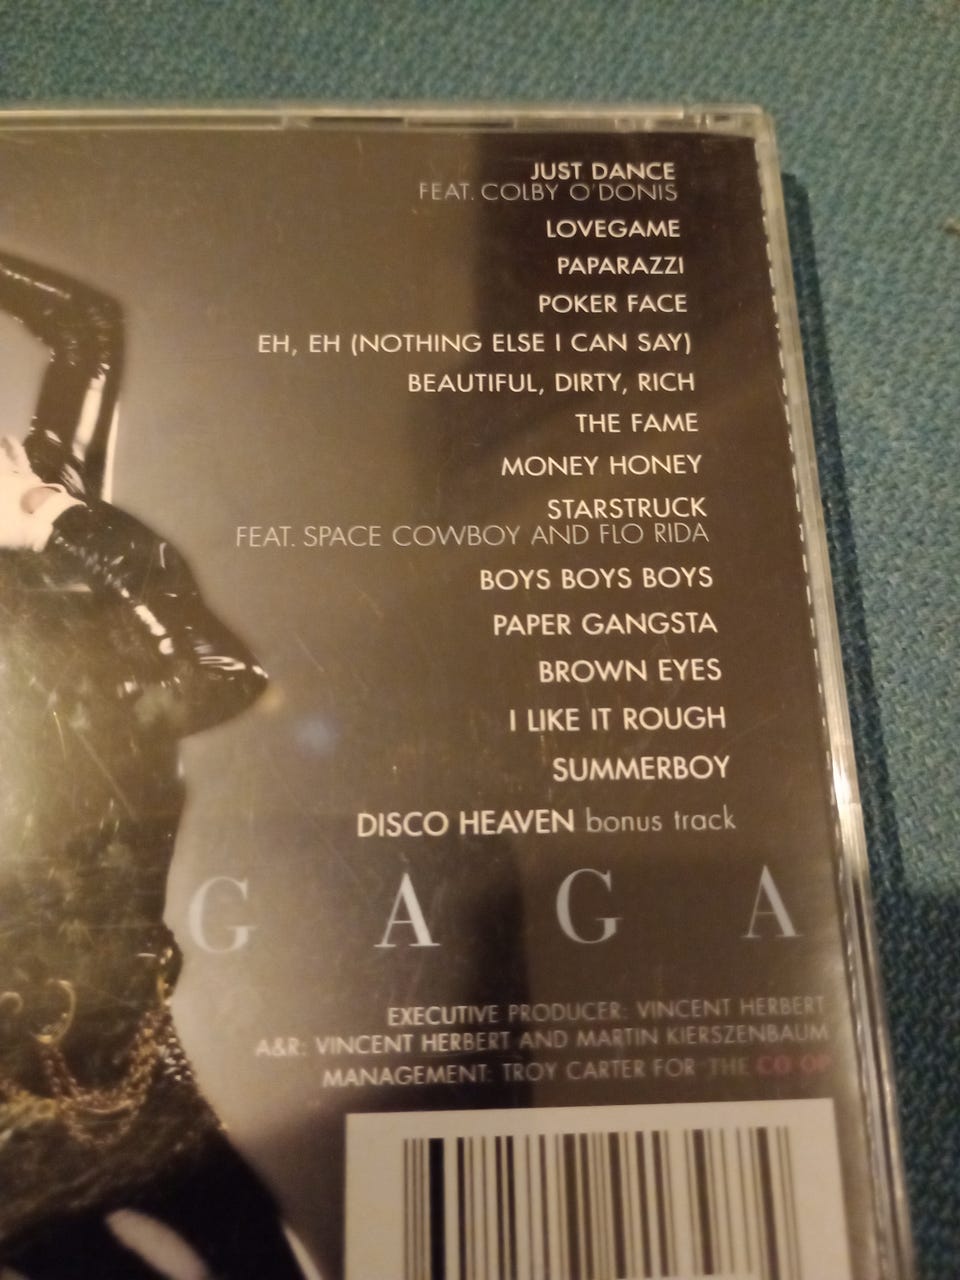 JUST DANCE
FEAT. COLBY O'DONIS
LOVEGAME
PAPARAZZI
POKER FACE
EH, EH (NOTHING ELSE I CAN SAY)
BEAUTIFUL, DIRTY, RICH
THE FAME
MONEY HONEY
STARSTRUCK
FEAT. SPACE COWBOY AND FLO RIDA
BOYS BOYS BOYS
PAPER GANGSTA
BROWN EYES
I LIKE IT ROUGH
SUMMERBOY
DISCO HEAVEN bonus track
G A G A
EXECUTIVE PRODUCER: VINCENT HERBERT
A&R: VINCENT HERBERT AND MARTIN KIERSZENBAUM
MANAGEMENT: TROY CARTER FOR THE CO OP